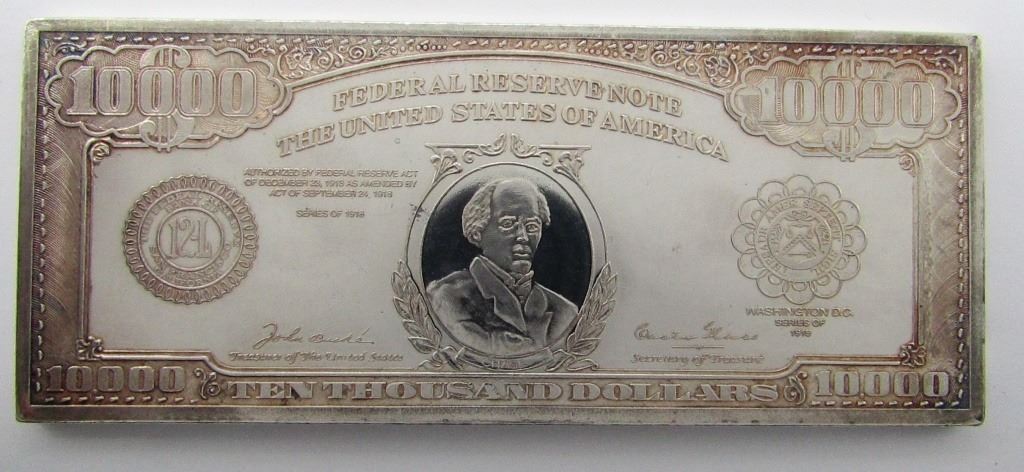 10000
10000
FEDERAL RESERVE NOTE
THE UNITED STATES OF AMERICA
AUTHORIZED BY FEDERAL RESERVE ACT
OF DECEMBER 23, 1913 AS AMENDED BY
ACT OF SEPTEMBER 24, 1918
SERIES OF 1918
12A
WASHINGTON D.C.
SERIES OF
1918
Treasurer of The United States
Secretary of Treasure
10000
TEN THOUSAND DOLLARS
10000